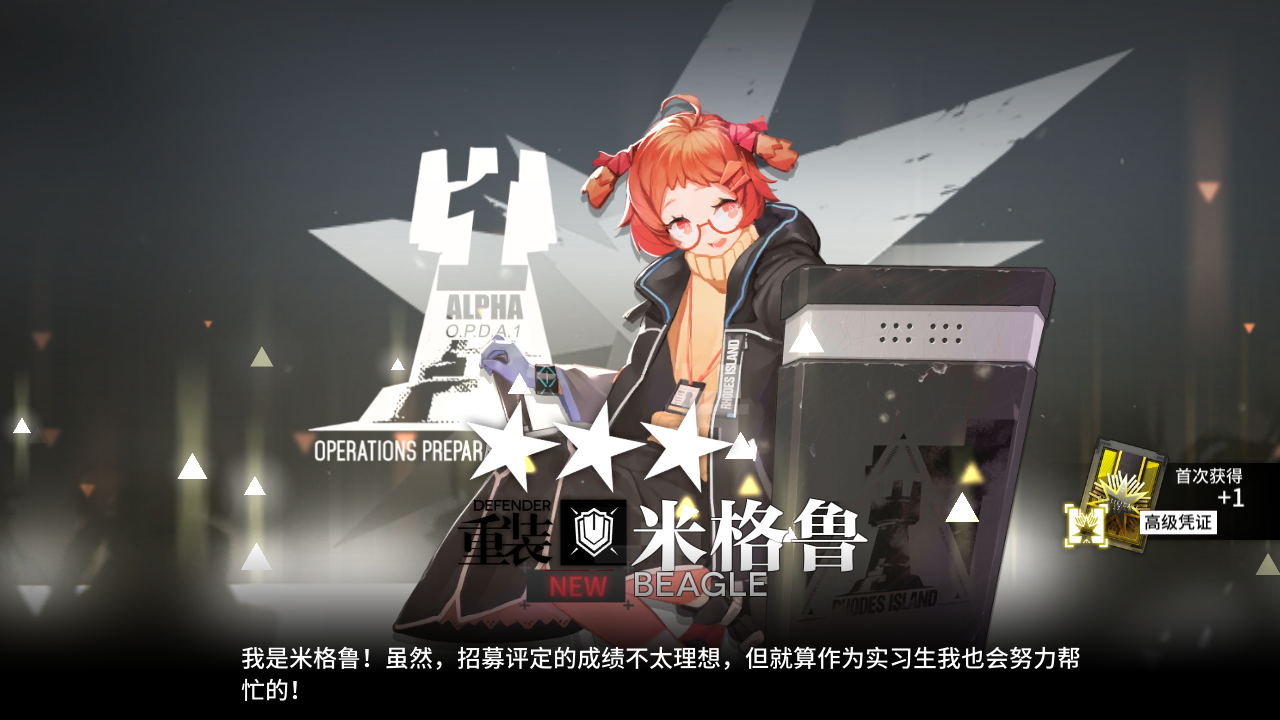 ALPHA
O.P.D.A.1
OPERATIONS PREPAR
RHODES ISLAND
RHODES ISLAND
首次获得
+1
高级凭证
DEFENDER
重装
米格鲁
NEW
BEAGLE
我是米格鲁！虽然，招募评定的成绩不太理想，但就算作为实习生我也会努力帮
忙的！